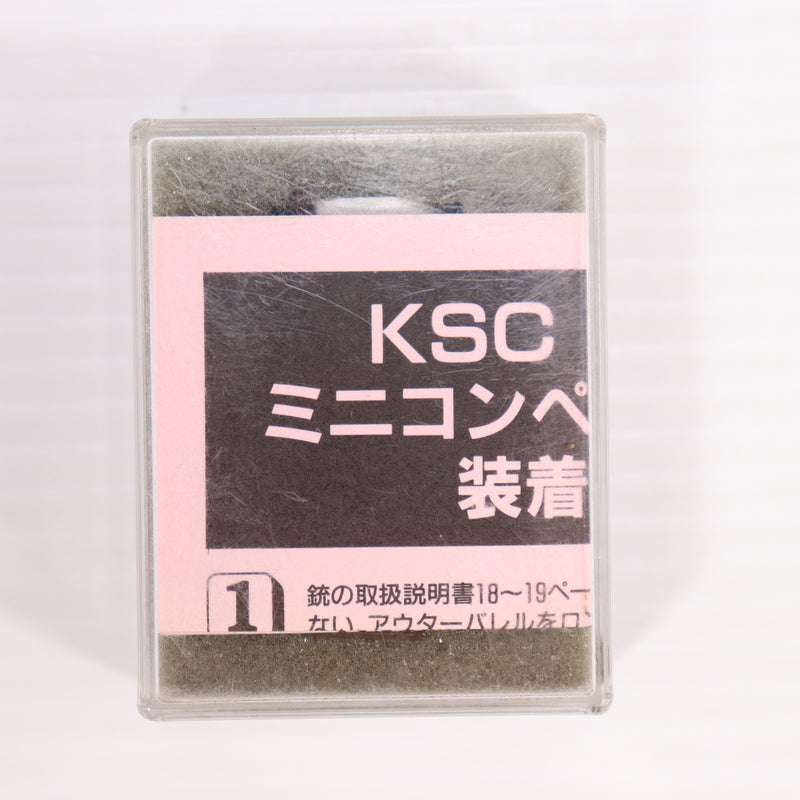 KSC
ミニコンペ
装着
1
銃の取扱説明書18〜19ペー
ない、アウターバレルをロン